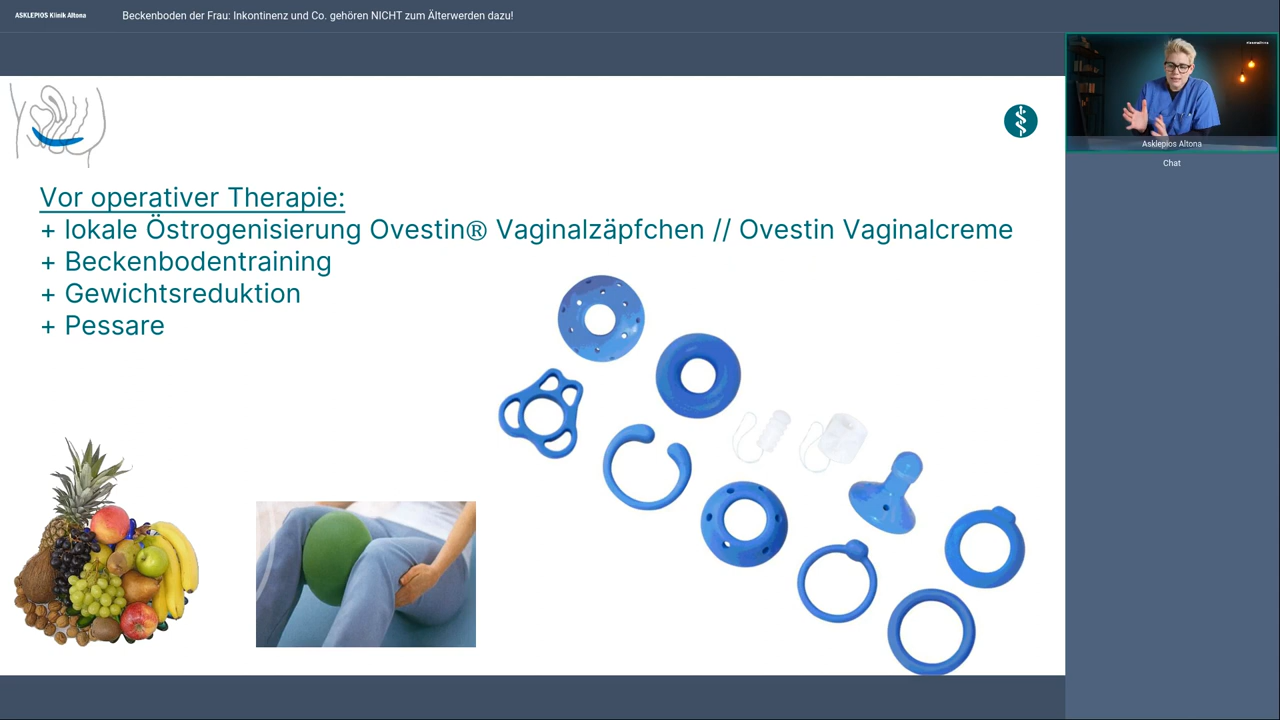 ASKLEPIOS Klinik Altona
Beckenboden der Frau: Inkontinenz und Co. gehören NICHT zum Älterwerden dazu!
Vor operativer Therapie:
+ lokale Östrogenisierung Ovestin® Vaginalzäpfchen // Ovestin Vaginalcreme
+ Beckenbodentraining
+ Gewichtsreduktion
+ Pessare
Asklepios Altona
Chat